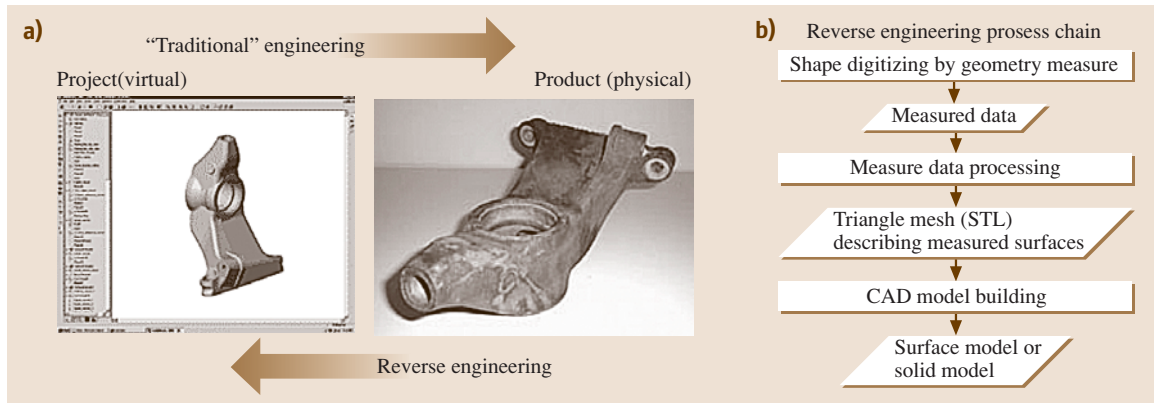 a)
“Traditional” engineering
Project(virtual)
Product (physical)
Reverse engineering
b)
Reverse engineering prosess chain
Shape digitizing by geometry measure
Measured data
Measure data processing
Triangle mesh (STL)
describing measured surfaces
CAD model building
Surface model or
solid model